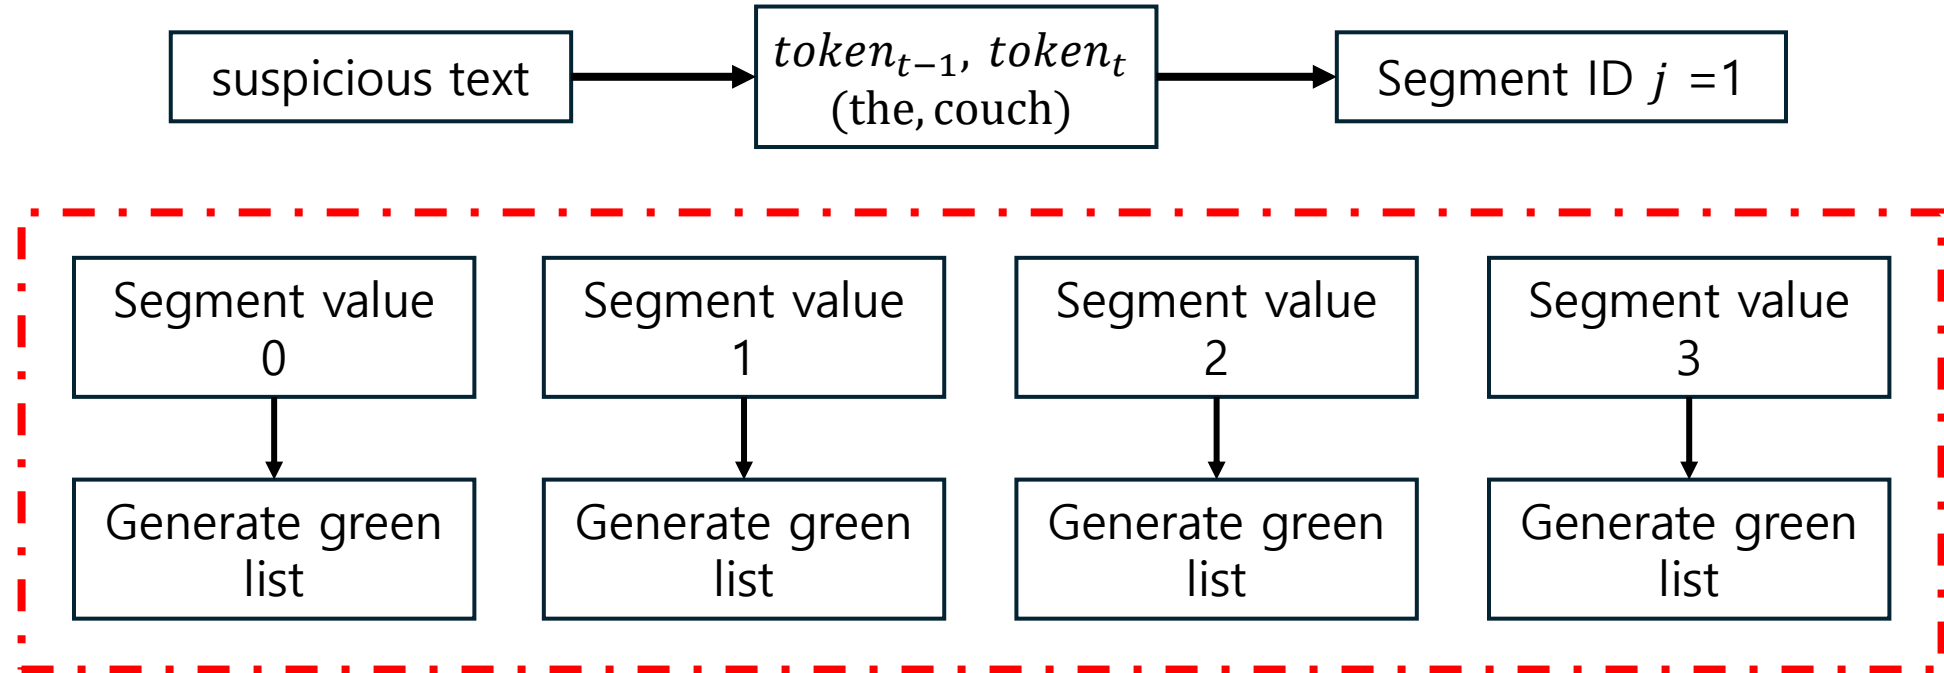 suspicious text
token_{t−1}, token_t
(the, couch)
Segment ID j =1
Segment value
0
Segment value
1
Segment value
2
Segment value
3
Generate green
list
Generate green
list
Generate green
list
Generate green
list